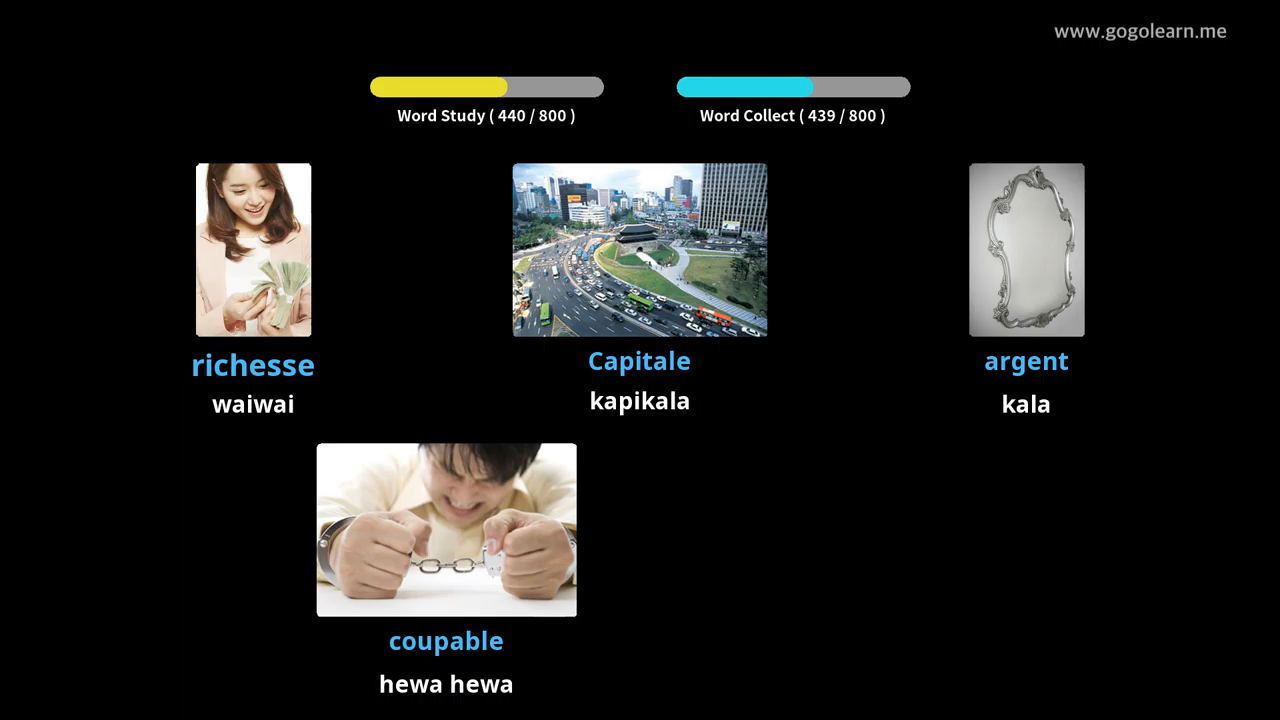 www.gogolearn.me
Word Study ( 440 / 800 )
Word Collect ( 439 / 800 )
richesse
waiwai
Capitale
kapikala
argent
kala
coupable
hewa hewa